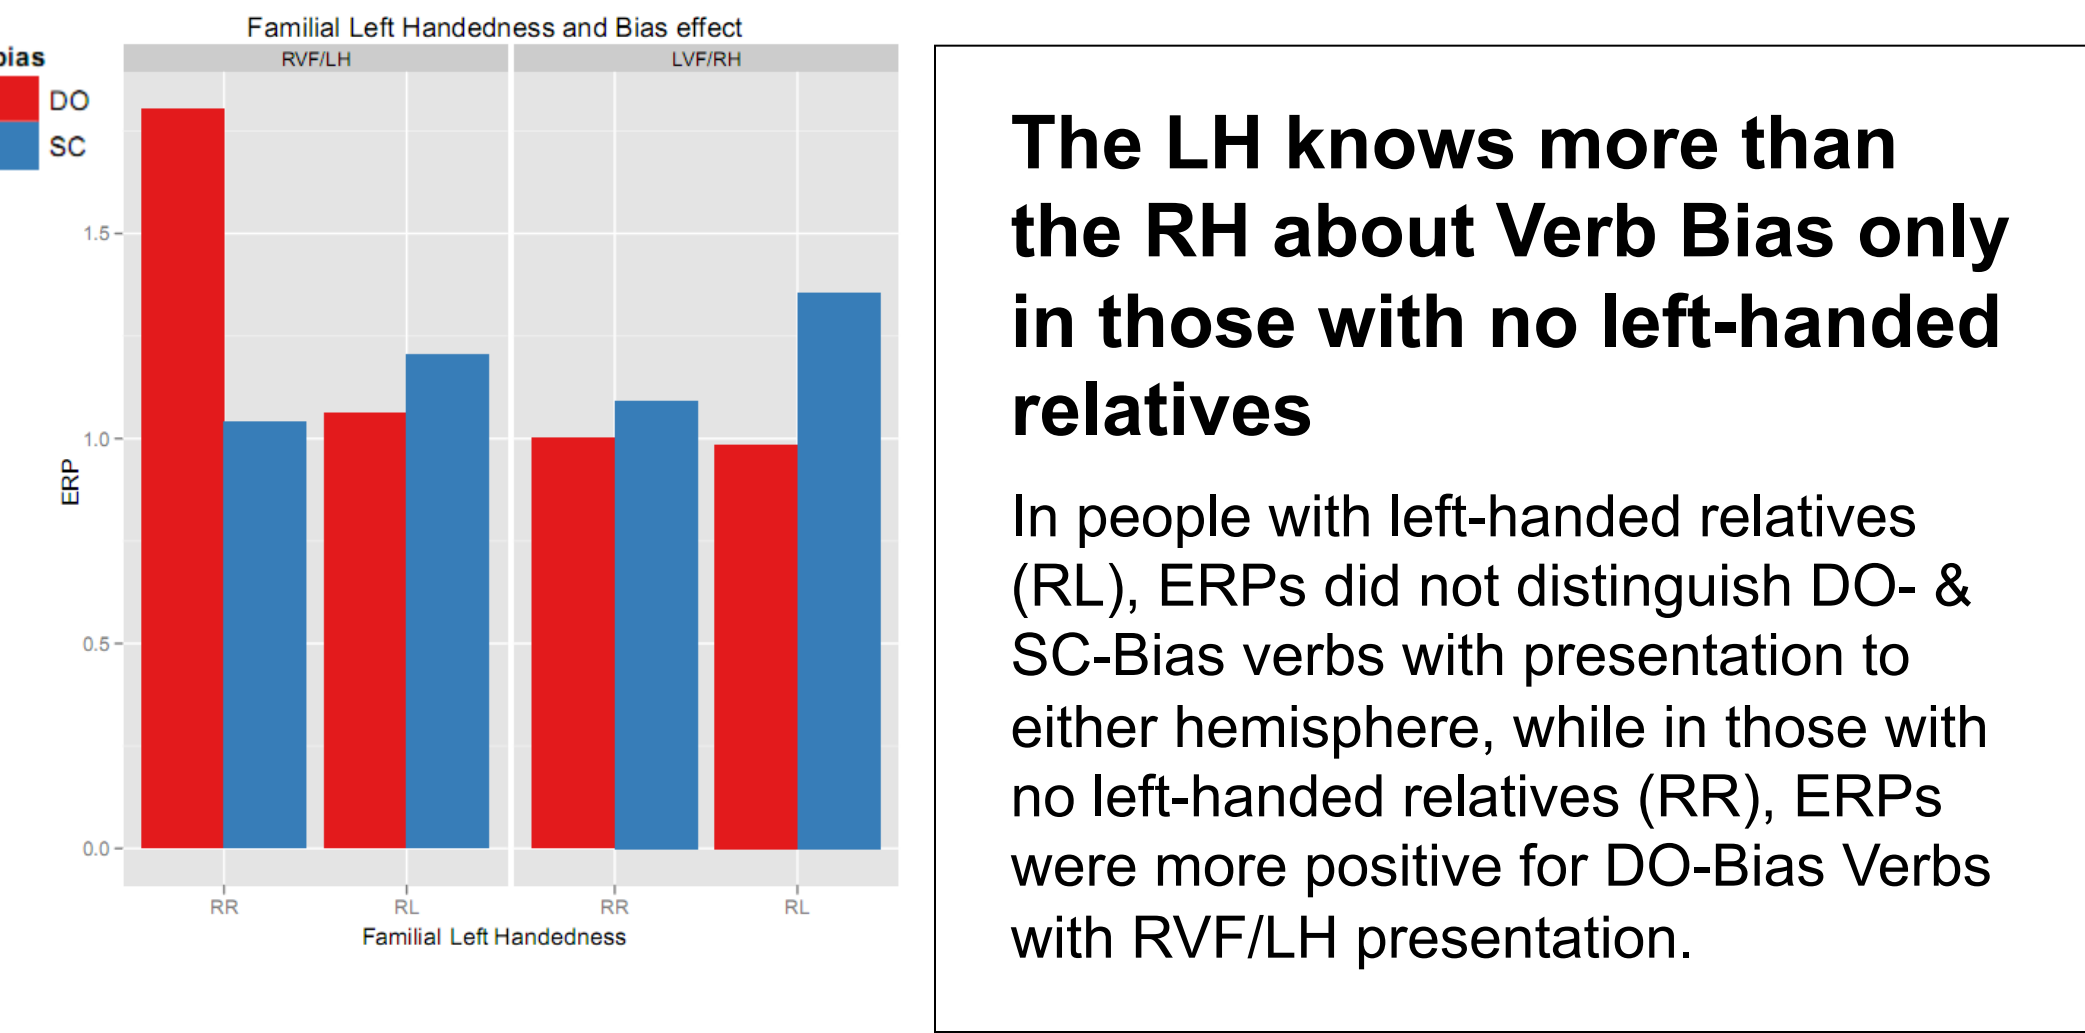 Familial Left Handedness and Bias effect
bias
DO
SC
RVF/LH
LVF/RH
1.5
1.0
0.5
0.0
ERP
RR
RL
RR
RL
Familial Left Handedness
The LH knows more than
the RH about Verb Bias only
in those with no left-handed
relatives
In people with left-handed relatives
(RL), ERPs did not distinguish DO- &
SC-Bias verbs with presentation to
either hemisphere, while in those with
no left-handed relatives (RR), ERPs
were more positive for DO-Bias Verbs
with RVF/LH presentation.